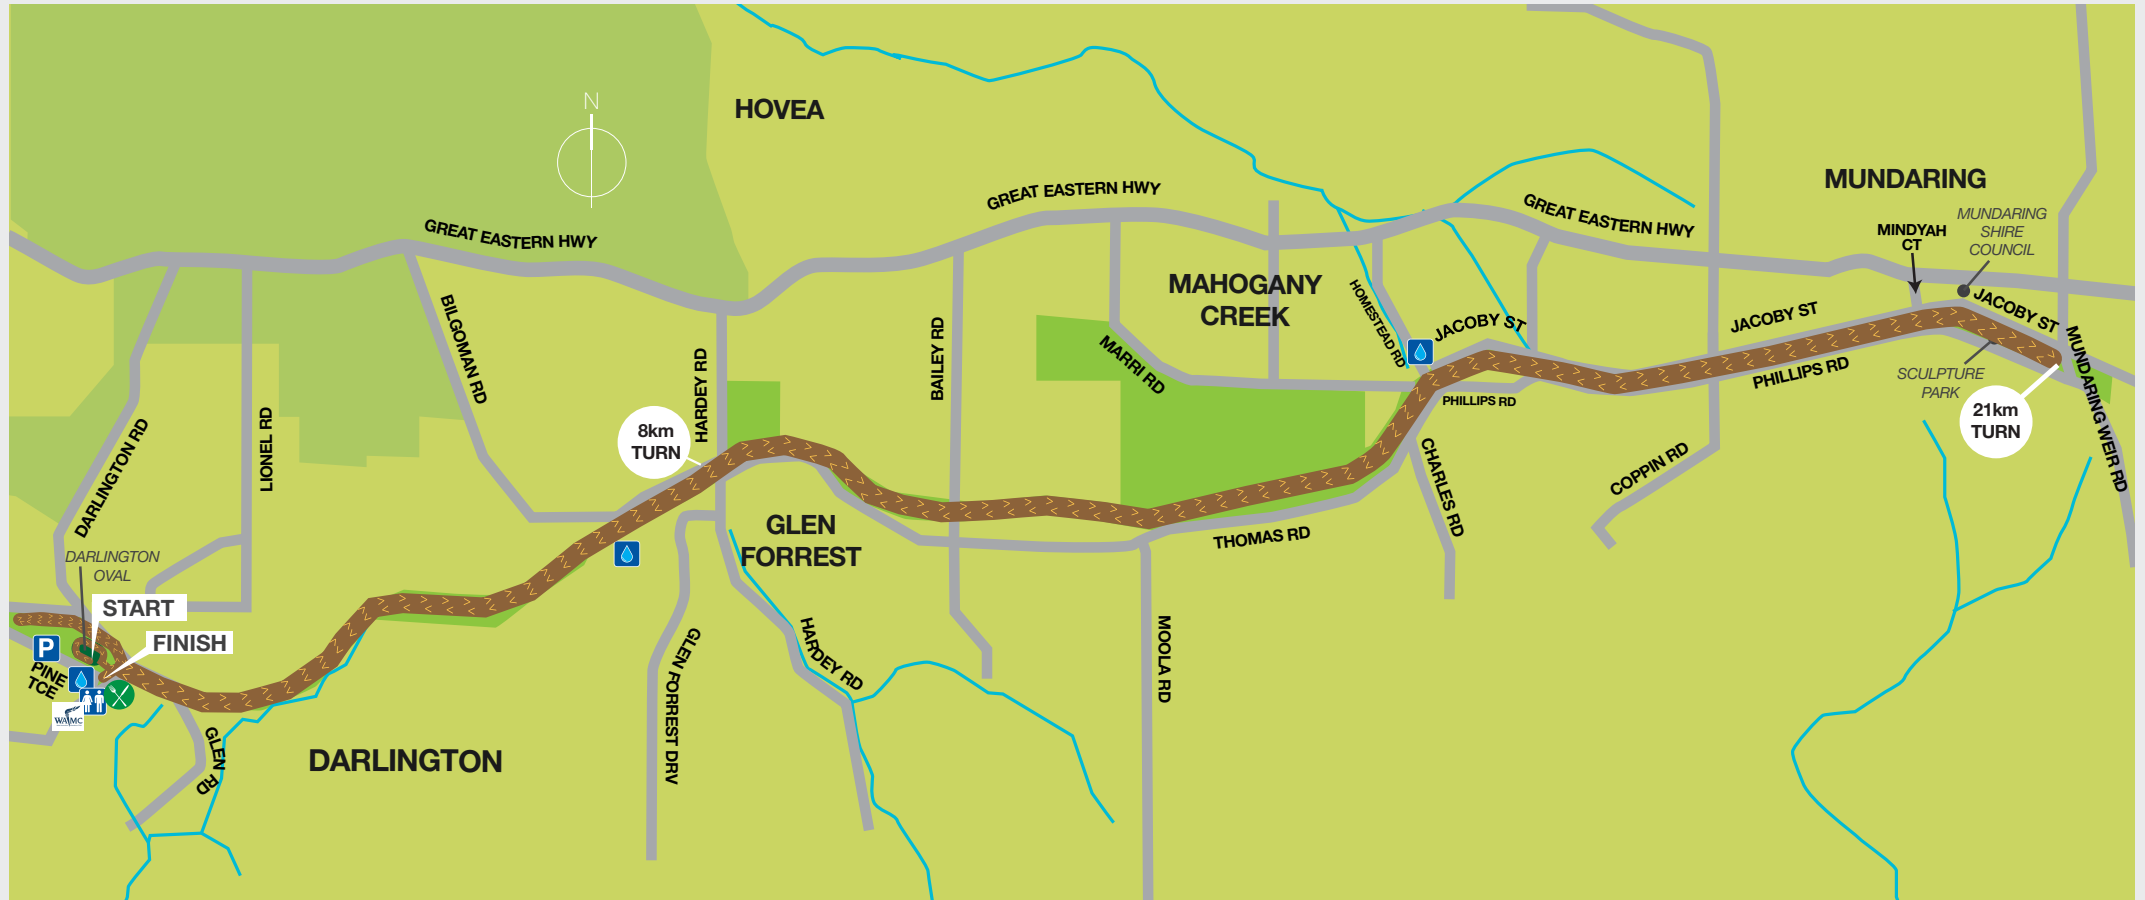 N
HOVEA
MUNDARING
GREAT EASTERN HWY
GREAT EASTERN HWY
GREAT EASTERN HWY
MINDYAH
CT
MUNDARING
SHIRE
COUNCIL
MAHOGANY
CREEK
HOMESTEAD RD
JACOBY ST
JACOBY ST
JACOBY ST
BILGOMAN RD
HARDEY RD
BAILEY RD
MARRI RD
PHILLIPS RD
PHILLIPS RD
SCULPTURE
PARK
MUNDARING WEIR RD
21km
TURN
8km
TURN
DARLINGTON RD
LIONEL RD
CHARLES RD
COPPIN RD
GLEN
FORREST
THOMAS RD
DARLINGTON
OVAL
START
FINISH
P
PINE
TCE
WAMC
GLEN RD
DARLINGTON
GLEN FORREST DRV
HARDEY RD
MOOLA RD